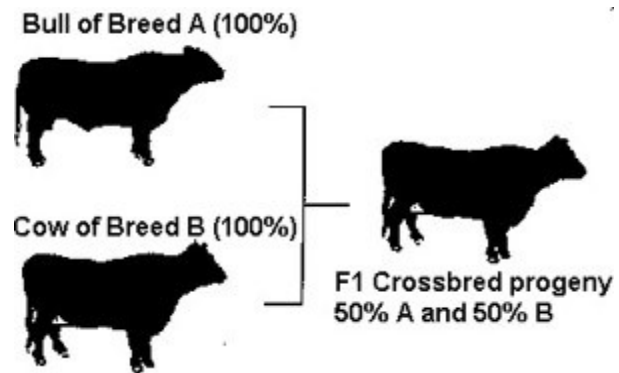 Bull of Breed A (100%)
Cow of Breed B (100%)
F1 Crossbred progeny
50% A and 50% B